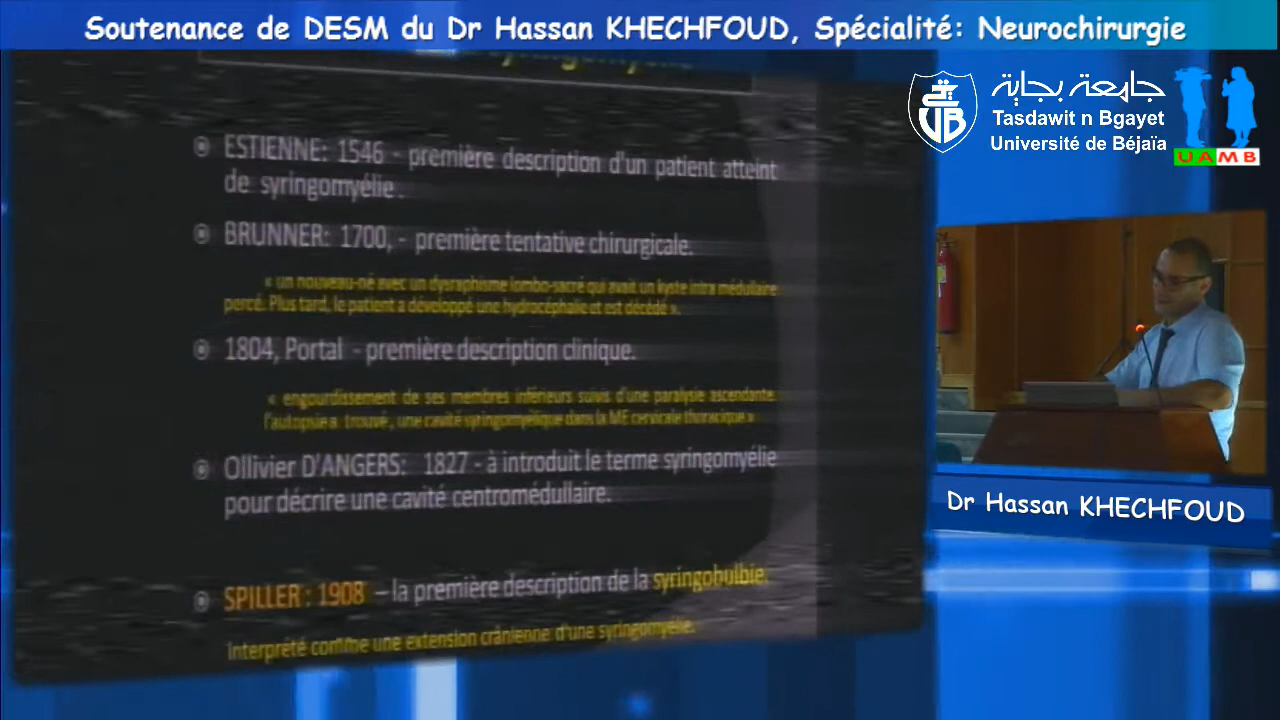 Soutenance de DESM du Dr Hassan KHECHFOUD, Spécialité: Neurochirurgie
جامعة بجاية
Tasdawit n Bgayet
Université de Béjaïa
UB
UAMB
ESTIENNE: 1546 - première description d'un patient atteint
de syringomyélie.
BRUNNER: 1700, - première tentative chirurgicale.
« un nouveau-né avec un dysraphisme lombo-sacré qui avait un kyste intra médullaire
percé. Plus tard, le patient a développé une hydrocéphalie et est décédé ».
1804, Portal - première description clinique.
« engourdissement de ses membres inférieurs suivis d'une paralysie ascendante.
l'autopsie a trouvé, une cavité syringomyélique dans la ME cervicale thoracique »
Ollivier D'ANGERS: 1827 - à introduit le terme syringomyélie
pour décrire une cavité centromédullaire.
SPILLER : 1908 – la première description de la syringobulbie.
Interprété comme une extension crânienne d'une syringomyélie.
Dr Hassan KHECHFOUD